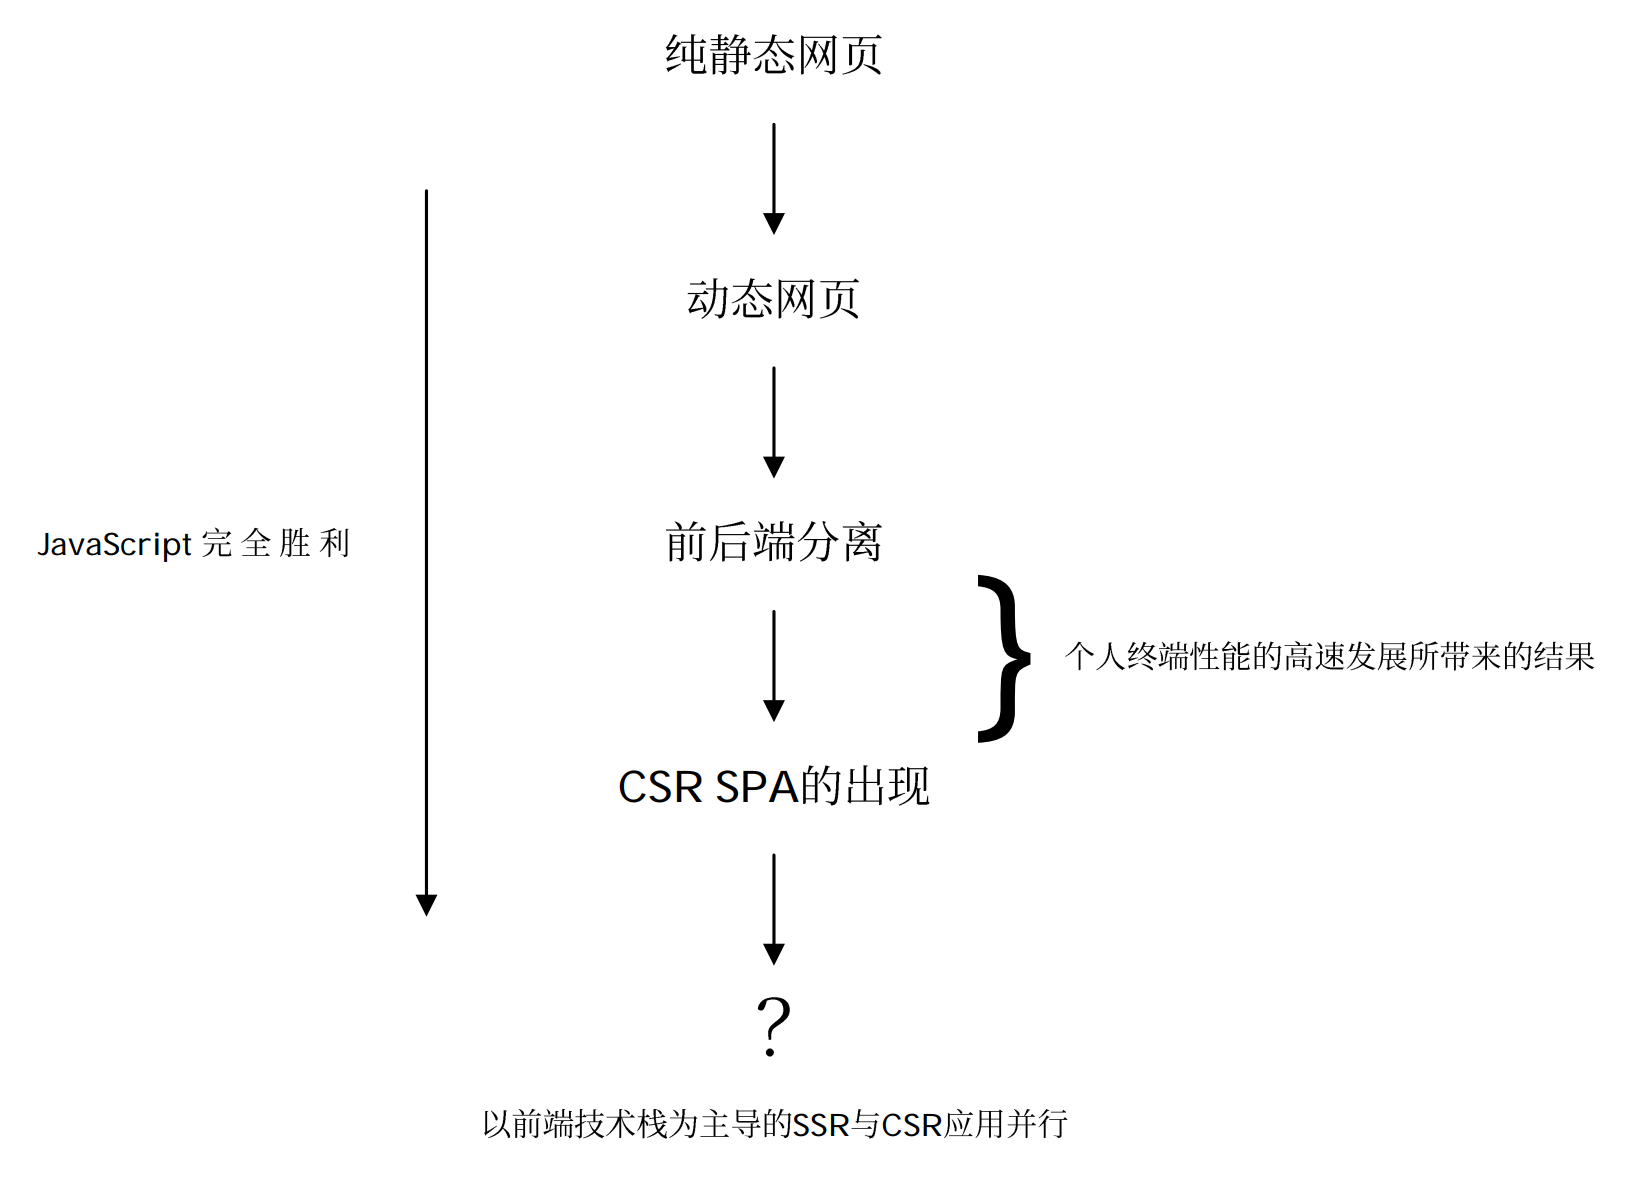 纯静态网页
动态网页
前后端分离
JavaScript 完全胜利
个人终端性能的高速发展所带来的结果
CSR SPA的出现
?
以前端技术栈为主导的SSR与CSR应用并行